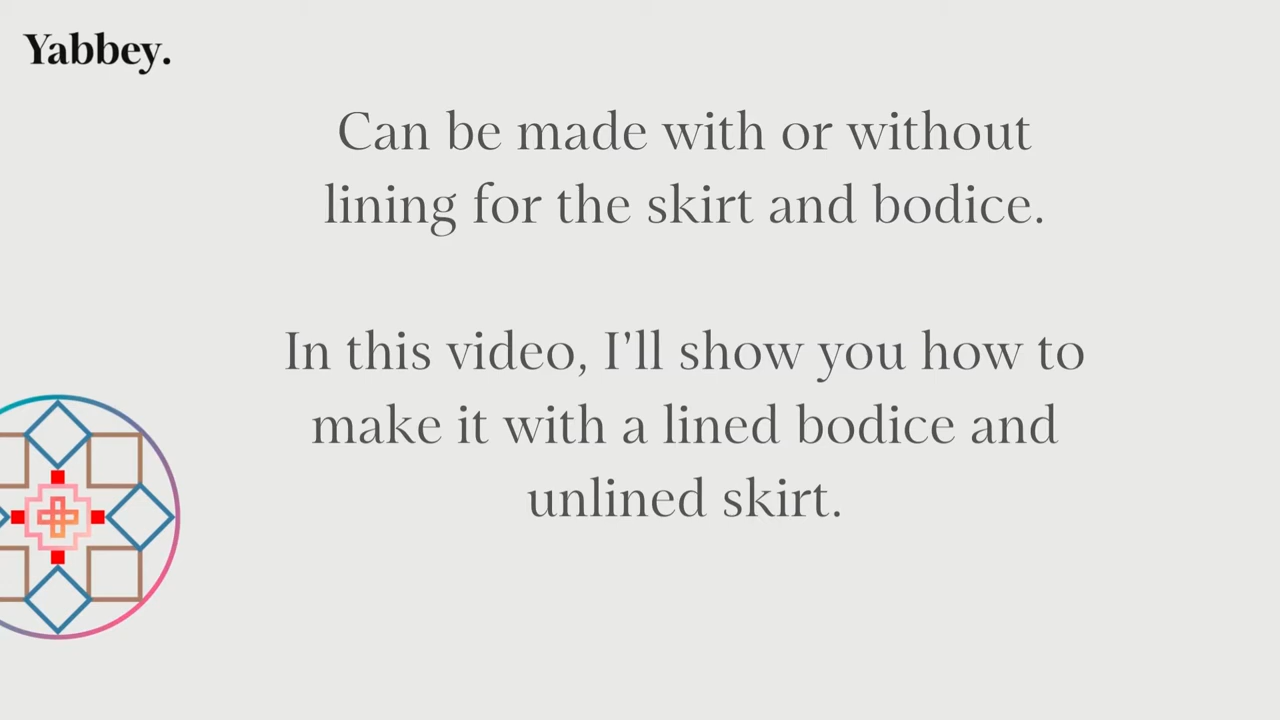 Yabbey.
Can be made with or without
lining for the skirt and bodice.
In this video, I'll show you how to
make it with a lined bodice and
unlined skirt.